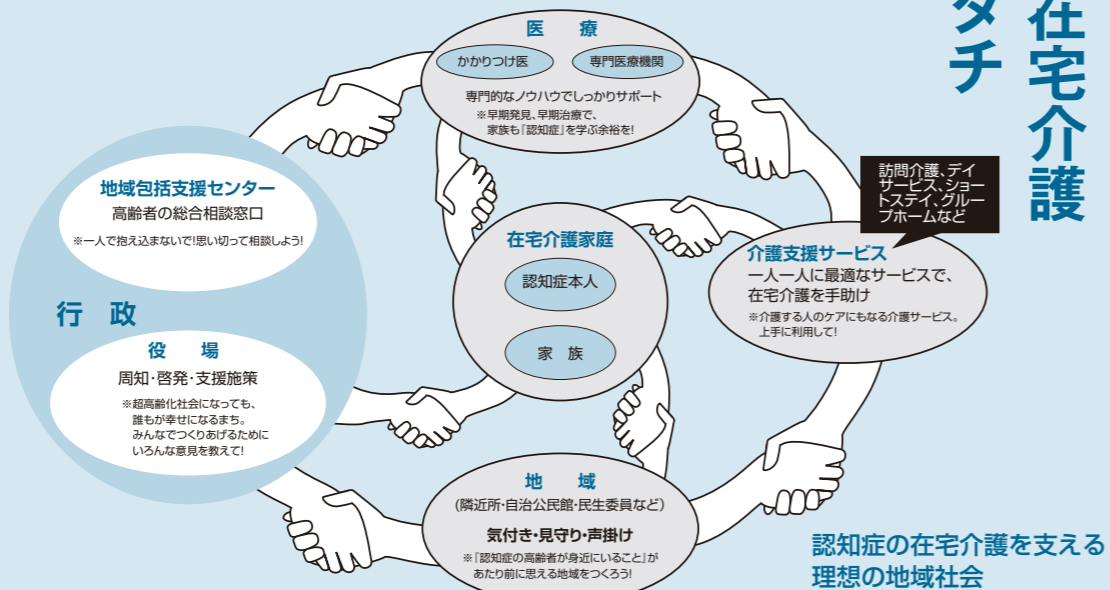 在宅介護
タチ
医　療
かかりつけ医
専門医療機関
専門的なノウハウでしっかりサポート
※早期発見、早期治療で、
家族も「認知症」を学ぶ余裕を!
地域包括支援センター
高齢者の総合相談窓口
※一人で抱え込まないで!思い切って相談しよう!
行　政
役　場
周知・啓発・支援施策
※超高齢化社会になっても、
誰もが幸せになるまち。
みんなでつくりあげるために
いろんな意見を教えて!
在宅介護家庭
認知症本人
家　族
訪問介護、デイ
サービス、ショー
トステイ、グルー
プホームなど
介護支援サービス
一人一人に最適なサービスで、
在宅介護を手助け
※介護する人のケアにもなる介護サービス。
上手に利用して!
地　域
(隣近所・自治公民館・民生委員など)
気付き・見守り・声掛け
※「認知症の高齢者が身近にいること」が
あたり前に思える地域をつくろう!
認知症の在宅介護を支える
理想の地域社会